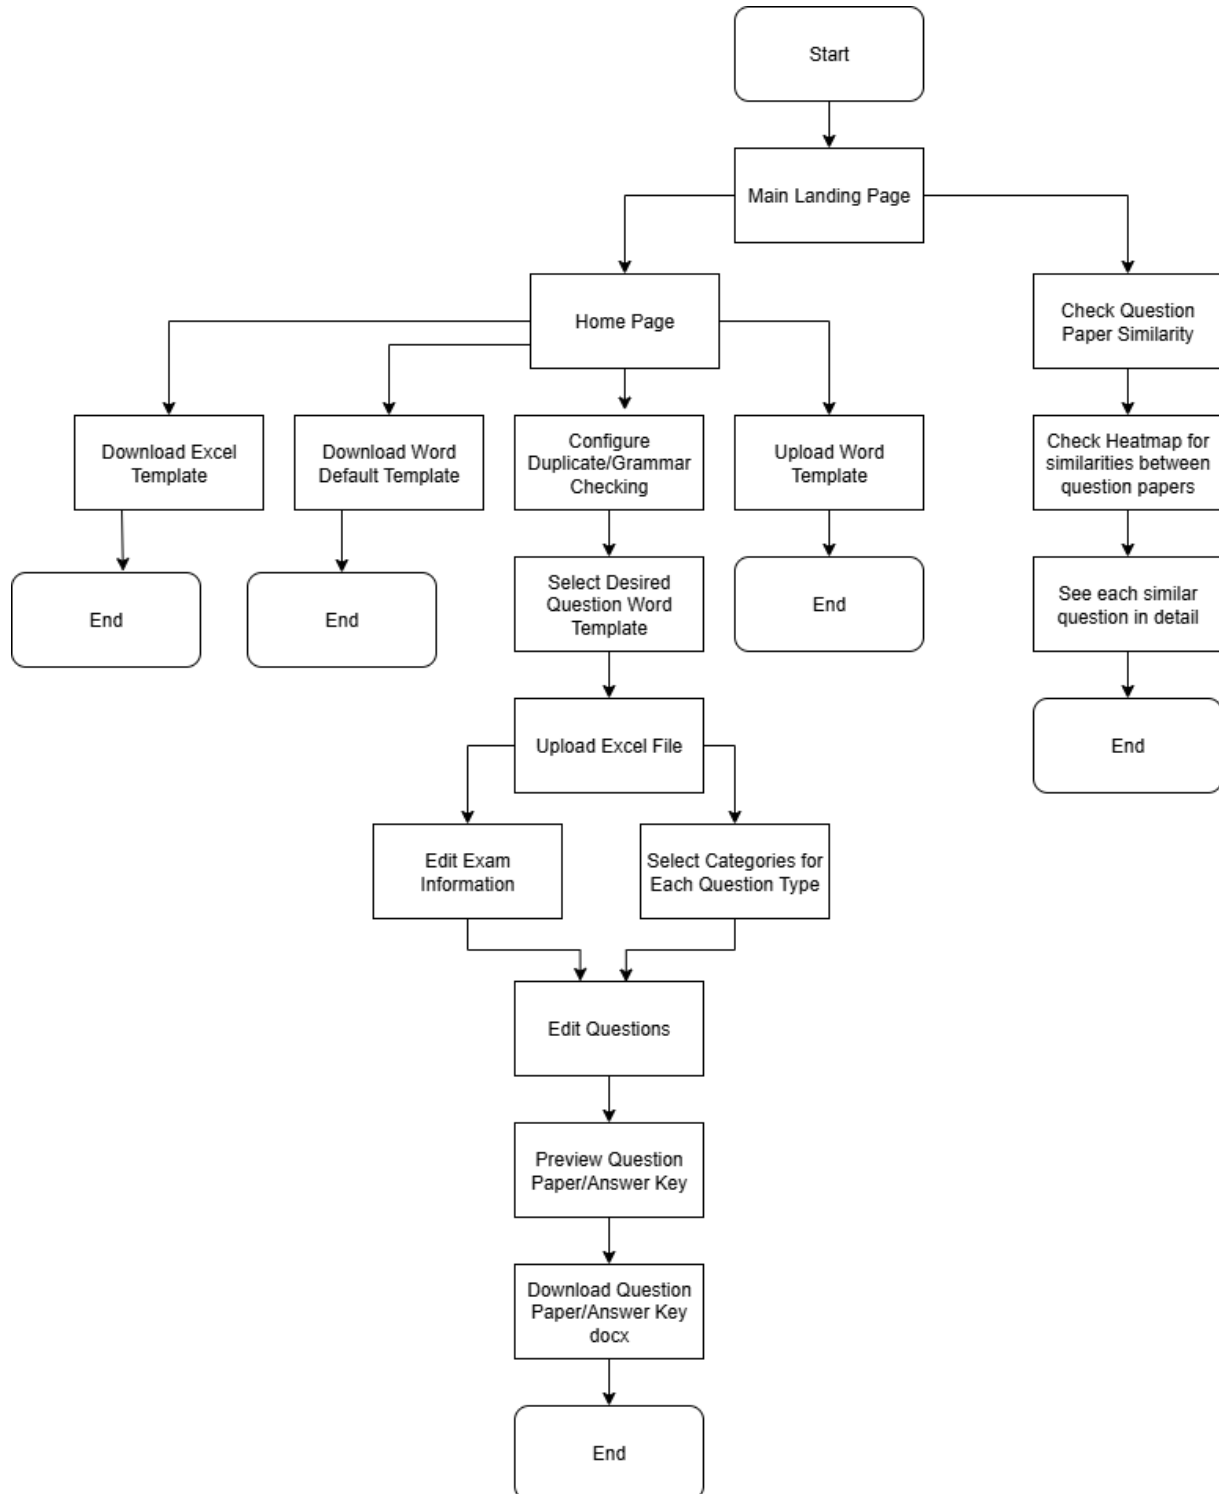 Start
Main Landing Page
Home Page
Check Question
Paper Similarity
Download Excel
Template
Download Word
Default Template
Configure
Duplicate/Grammar
Checking
Upload Word
Template
Check Heatmap for
similarities between
question papers
End
End
Select Desired
Question Word
Template
End
See each similar
question in detail
Upload Excel File
End
Edit Exam
Information
Select Categories for
Each Question Type
Edit Questions
Preview Question
Paper/Answer Key
Download Question
Paper/Answer Key
docx
End